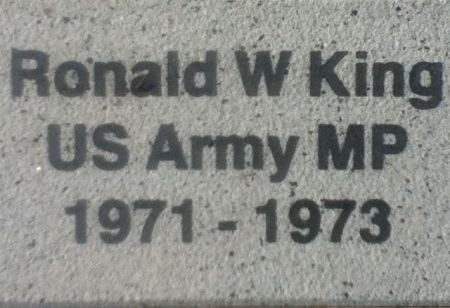 Ronald W King
US Army MP
1971 - 1973